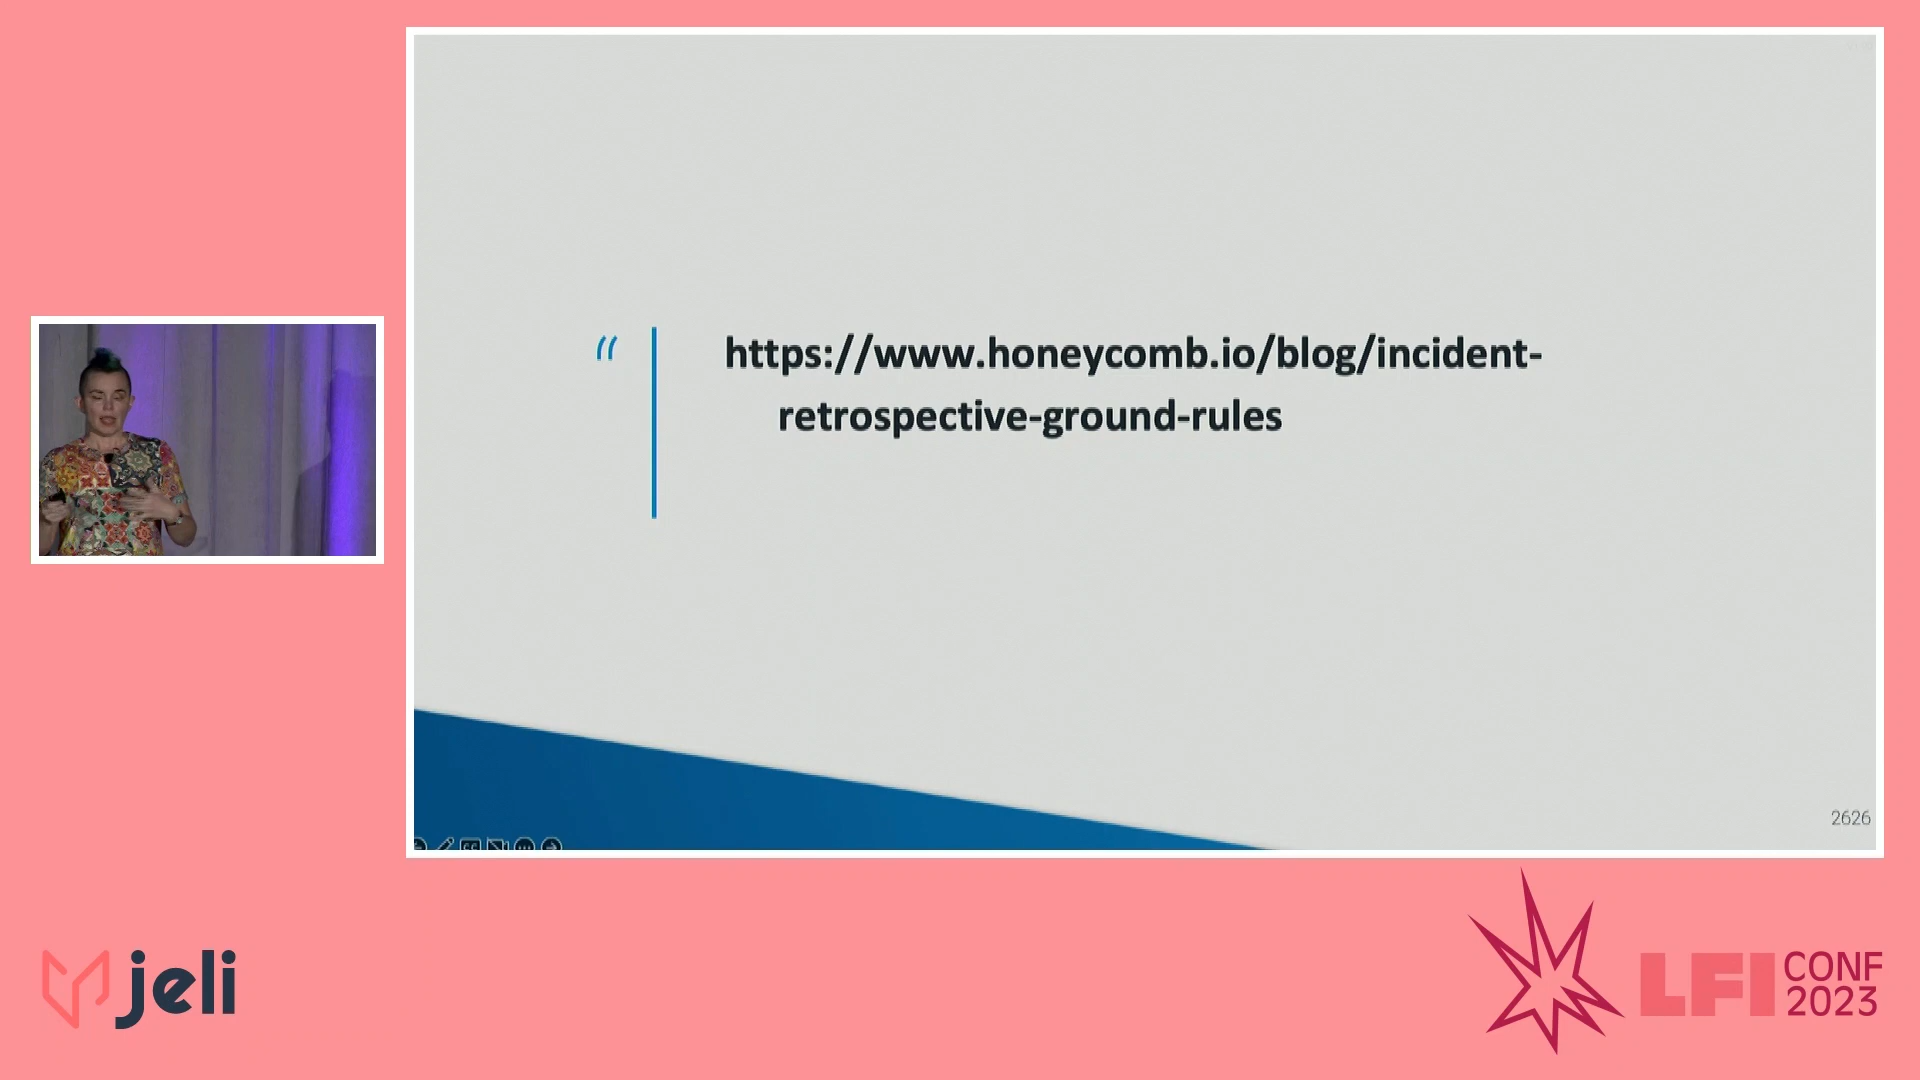 “
https://www.honeycomb.io/blog/incident-
retrospective-ground-rules
2626
jeli
LFI
CONF
2023